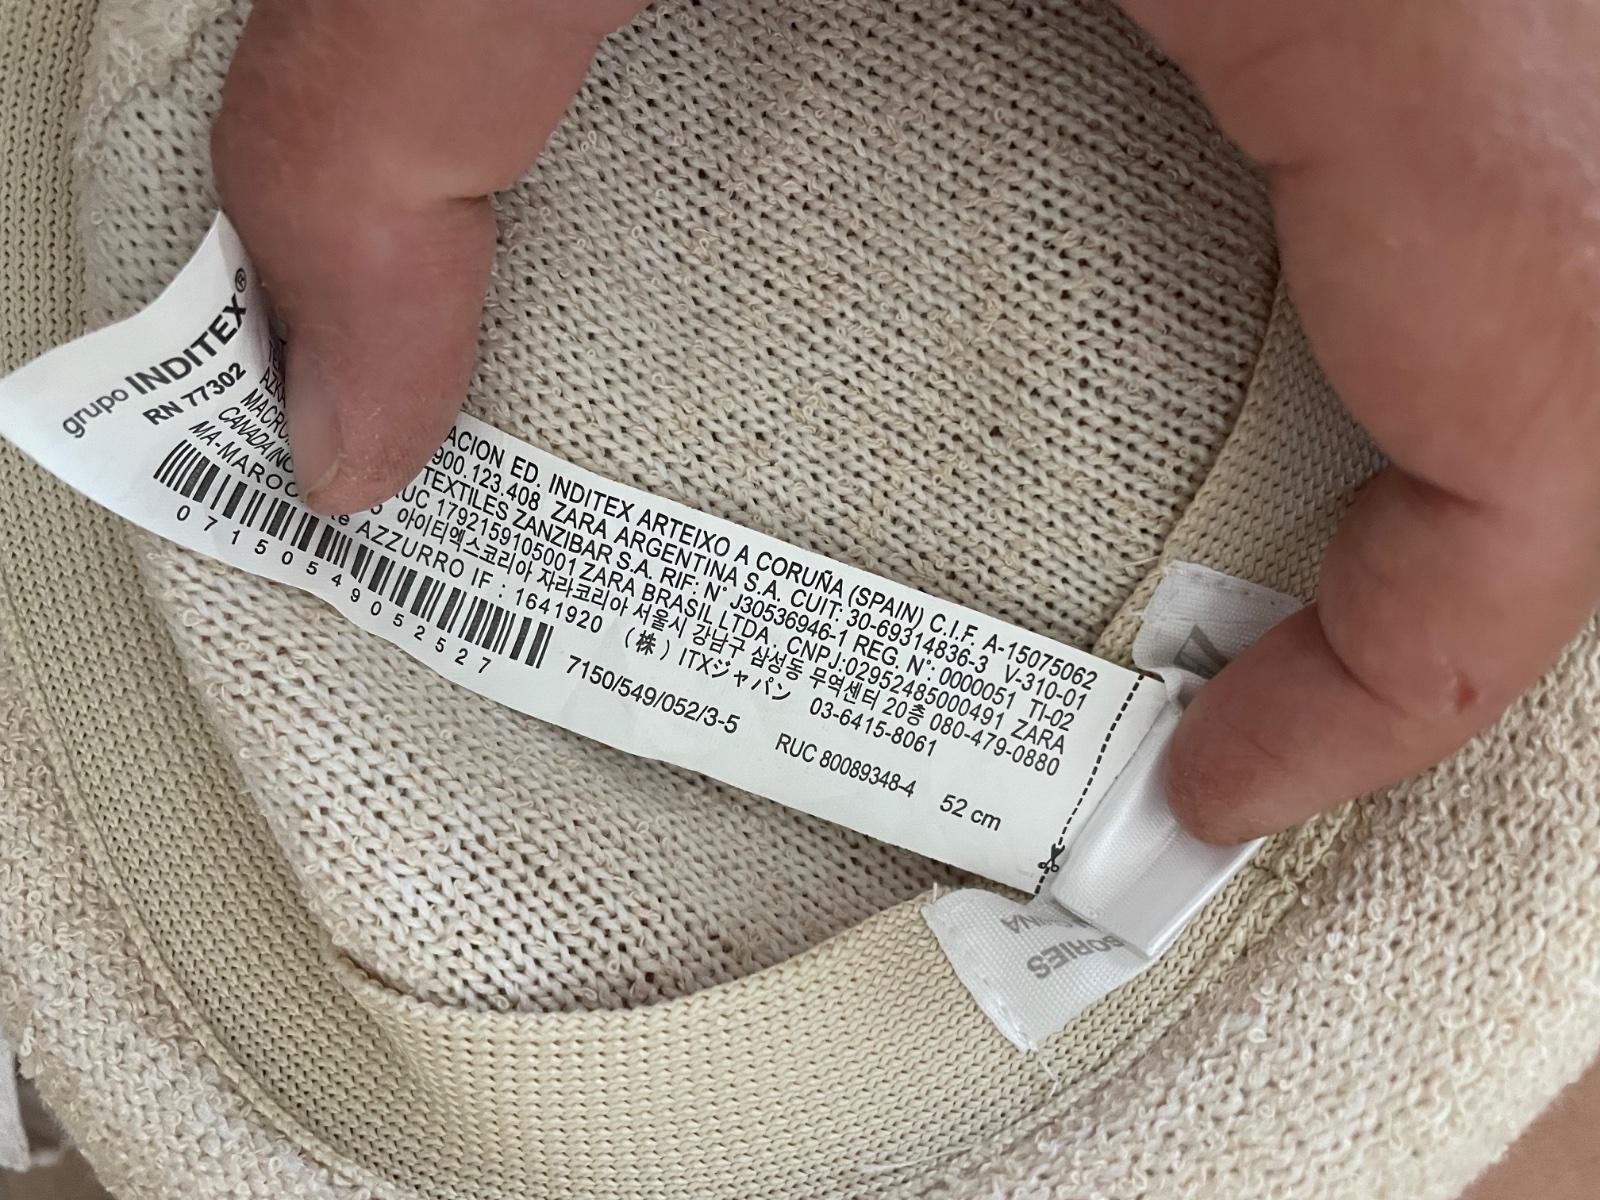 grupo INDITEX®
RN 77302
ACION ED. INDITEX ARTEIXO A CORUÑA (SPAIN) C.I.F. A-15075062
900.123.408 ZARA ARGENTINA S.A. CUIT: 30-69314836-3 V-310-01
MACRO TEXTILES ZANZIBAR S.A. RIF: N° J30536946-1 REG. N°: 0000051 TI-02
CANADA RUC 1792159105001 ZARA BRASIL LTDA., CNPJ:02952485000491 ZARA
MA-MAROC 아이티엑스코리아 자라코리아 서울시 강남구 삼성동 무역센터 20층 080-479-0880
AZZURRO IF : 1641920 (株) ITXジャパン 03-6415-8061
07150549052527
7150/549/052/3-5 RUC 80089348-4 52 cm
SORIES